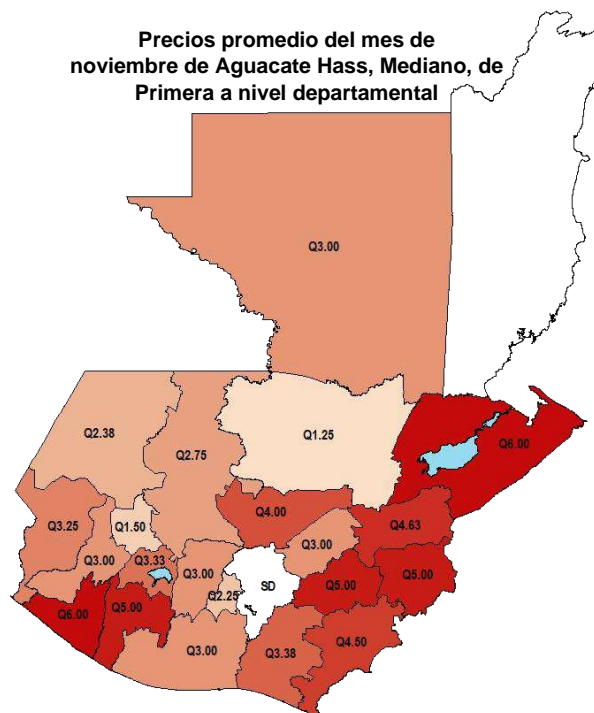 Precios promedio del mes de
noviembre de Aguacate Hass, Mediano, de
Primera a nivel departamental
Q3.00
Q2.38
Q2.75
Q1.25
Q6.00
Q3.25
Q1.50
Q4.00
Q4.63
Q3.00
Q3.33
Q3.00
Q3.00
Q6.00
Q5.00
Q2.25
SD
Q5.00
Q5.00
Q3.00
Q3.38
Q4.50